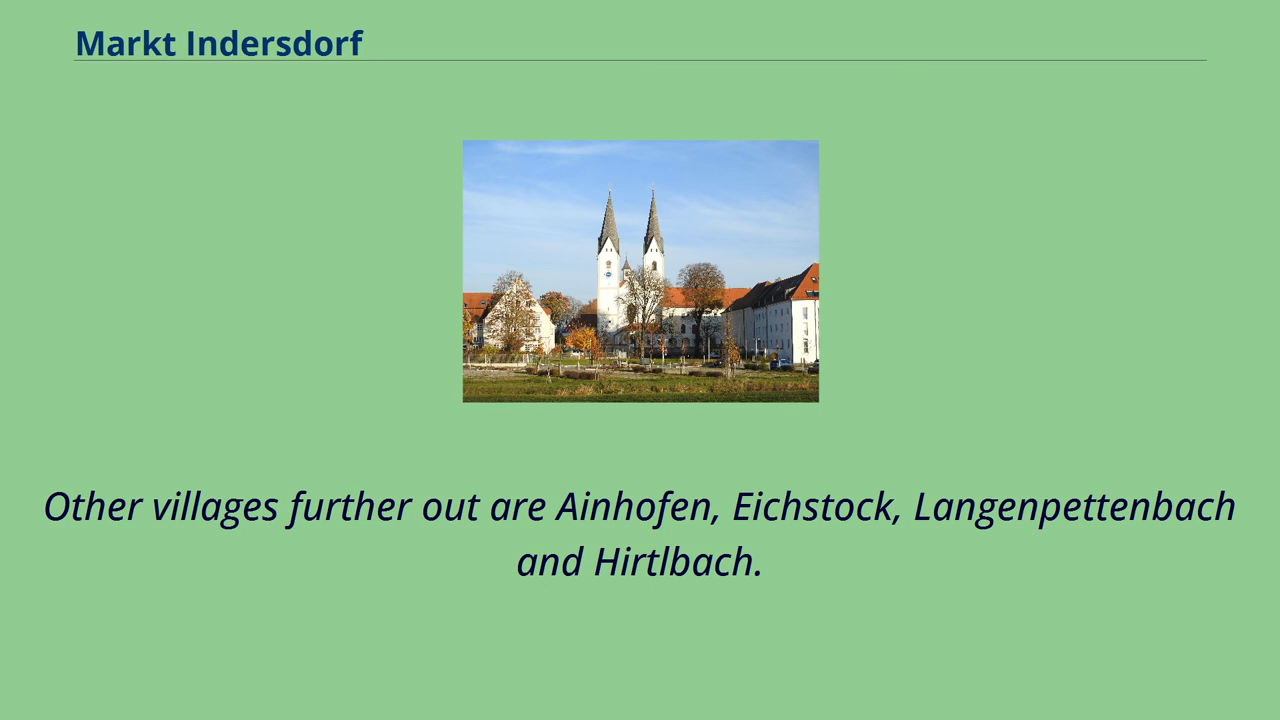 Markt Indersdorf
Other villages further out are Ainhofen, Eichstock, Langenpettenbach
and Hirtlbach.